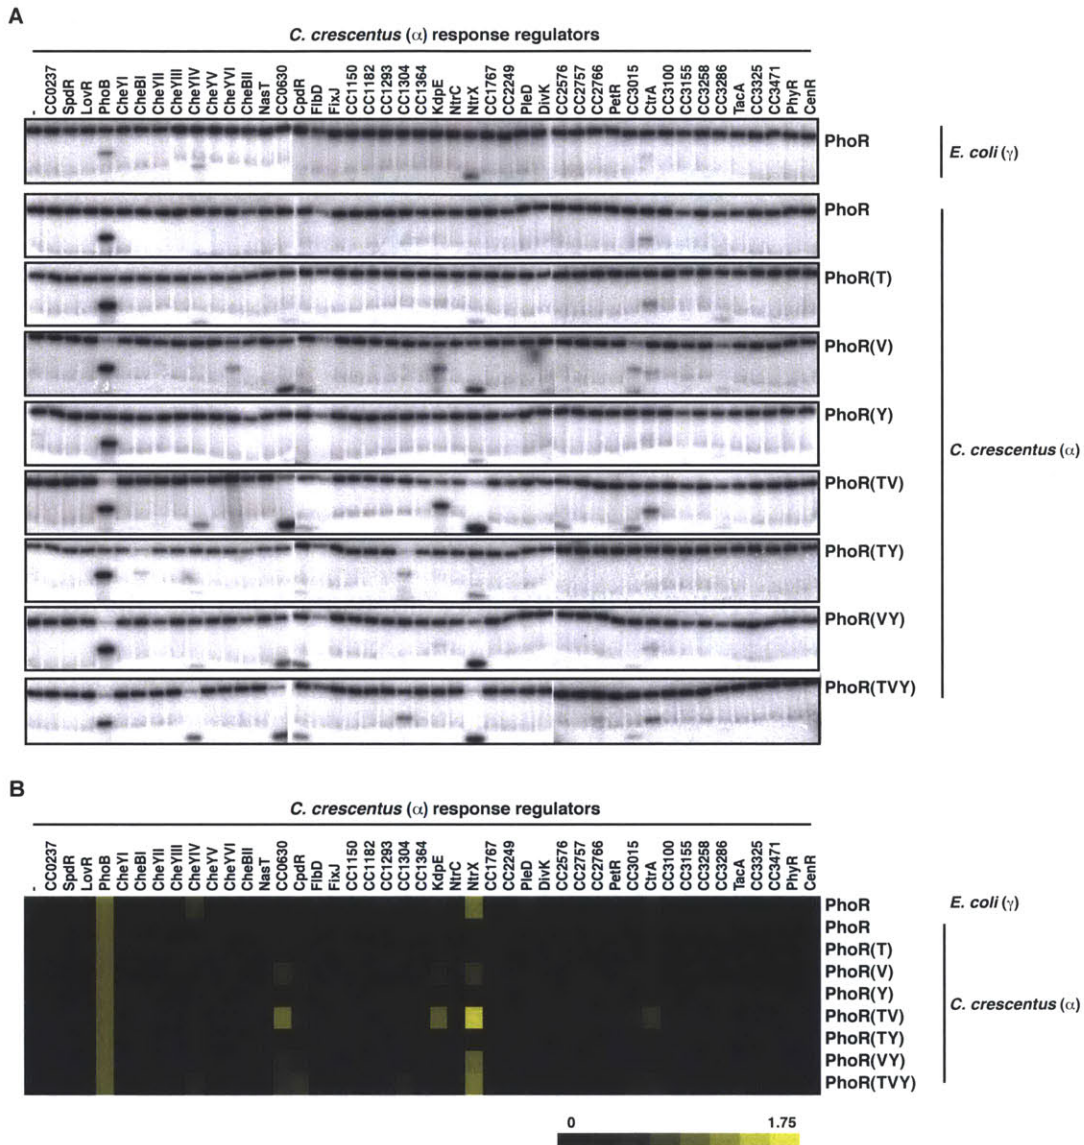 A
C. crescentus (α) response regulators
- CC0237 SpdR LovR PhoB CheYI CheBI CheYII CheYIII CheYIV CheYV CheYVI CheBII NasT CC0630 CpdR FlbD FixJ CC1150 CC1182 CC1293 CC1304 CC1364 KdpE NtrC NtrX CC1767 CC2249 PleD DivK CC2576 CC2757 CC2766 PetR CC3015 CtrA CC3100 CC3155 CC3258 CC3286 TacA CC3325 CC3471 PhyR CenR
PhoR
E. coli (γ)
PhoR
PhoR(T)
PhoR(V)
PhoR(Y)
C. crescentus (α)
PhoR(TV)
PhoR(TY)
PhoR(VY)
PhoR(TVY)
B
C. crescentus (α) response regulators
- CC0237 SpdR LovR PhoB CheYI CheBI CheYII CheYIII CheYIV CheYV CheYVI CheBII NasT CC0630 CpdR FlbD FixJ CC1150 CC1182 CC1293 CC1304 CC1364 KdpE NtrC NtrX CC1767 CC2249 PleD DivK CC2576 CC2757 CC2766 PetR CC3015 CtrA CC3100 CC3155 CC3258 CC3286 TacA CC3325 CC3471 PhyR CenR
PhoR
E. coli (γ)
PhoR
PhoR(T)
PhoR(V)
PhoR(Y)
C. crescentus (α)
PhoR(TV)
PhoR(TY)
PhoR(VY)
PhoR(TVY)
0 1.75